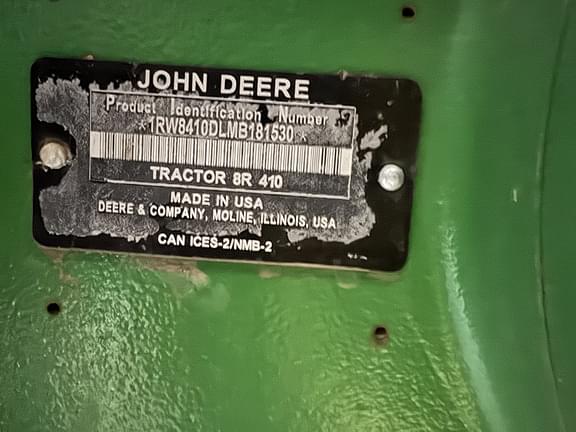 JOHN DEERE
Product Identification Number
*1RW8410DLMB181530*
TRACTOR 8R 410
MADE IN USA
DEERE & COMPANY, MOLINE, ILLINOIS, USA
CAN ICES-2/NMB-2